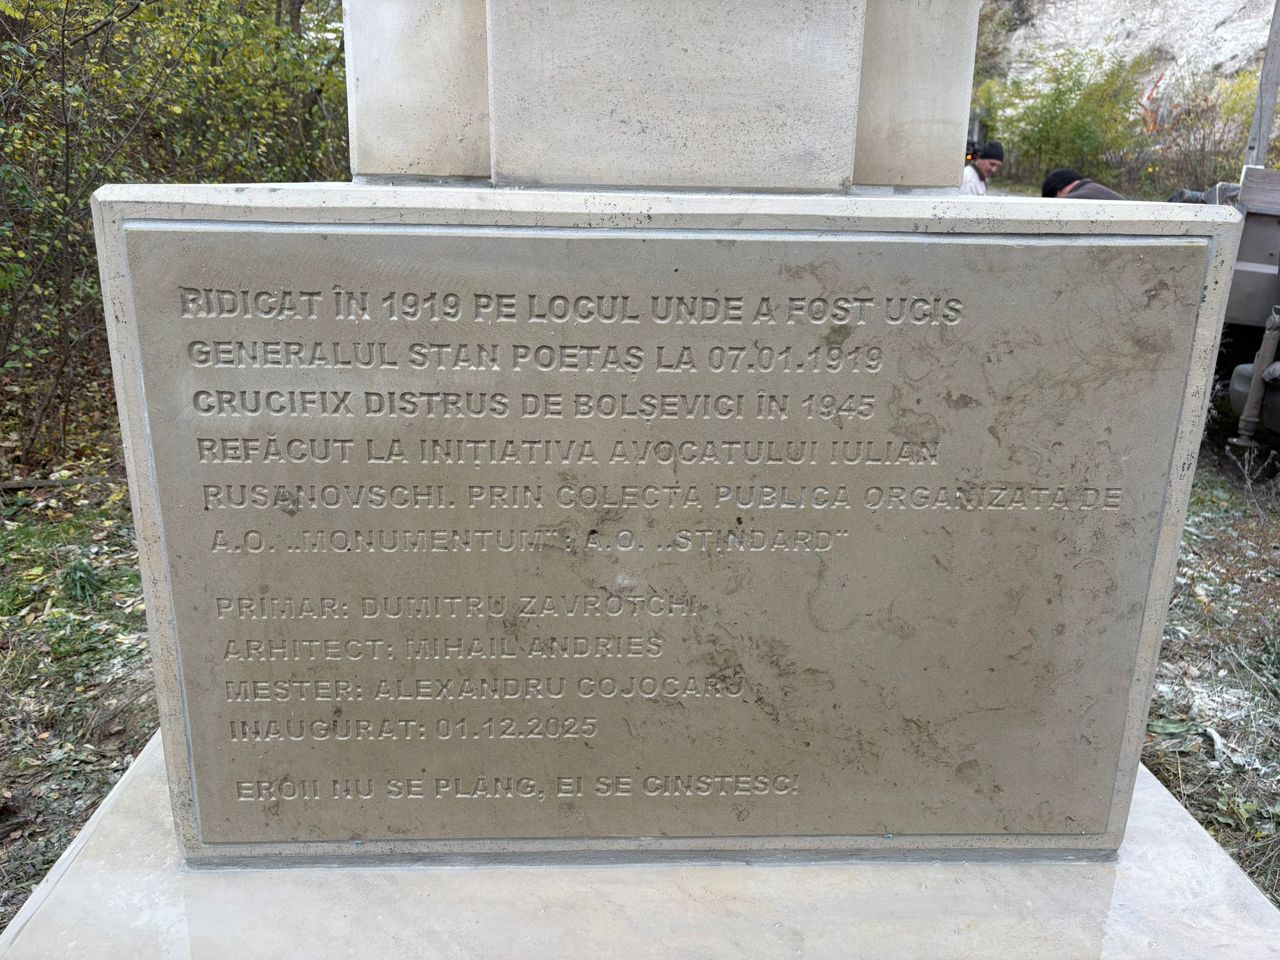 RIDICAT ÎN 1919 PE LOCUL UNDE A FOST UCIS
GENERALUL STAN POETAȘ LA 07.01.1919
CRUCIFIX DISTRUS DE BOLȘEVICI ÎN 1945
REFĂCUT LA INIȚIATIVA AVOCATULUI IULIAN
RUSANOVSCHI. PRIN COLECTA PUBLICA ORGANIZATA DE
A.O. „MONUMENTUM": A.O. „STINDARD"
PRIMAR: DUMITRU ZAVROTCHI
ARHITECT: MIHAIL ANDRIES
MESTER: ALEXANDRU COJOCARU
INAUGURAT: 01.12.2025
EROII NU SE PLÂNG, EI SE CINSTESC!